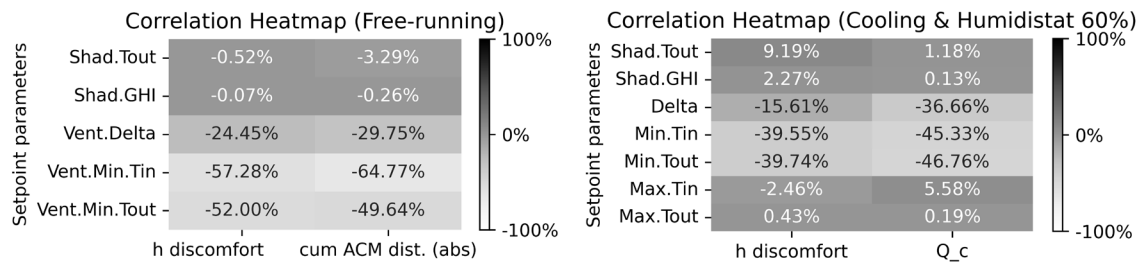 Correlation Heatmap (Free-running)
Setpoint parameters
Shad.Tout -0.52% -3.29%
Shad.GHI -0.07% -0.26%
Vent.Delta -24.45% -29.75%
Vent.Min.Tin -57.28% -64.77%
Vent.Min.Tout -52.00% -49.64%
h discomfort cum ACM dist. (abs)
100%
0%
-100%
Correlation Heatmap (Cooling & Humidistat 60%)
Setpoint parameters
Shad.Tout 9.19% 1.18%
Shad.GHI 2.27% 0.13%
Delta -15.61% -36.66%
Min.Tin -39.55% -45.33%
Min.Tout -39.74% -46.76%
Max.Tin -2.46% 5.58%
Max.Tout 0.43% 0.19%
h discomfort Q_c
100%
0%
-100%